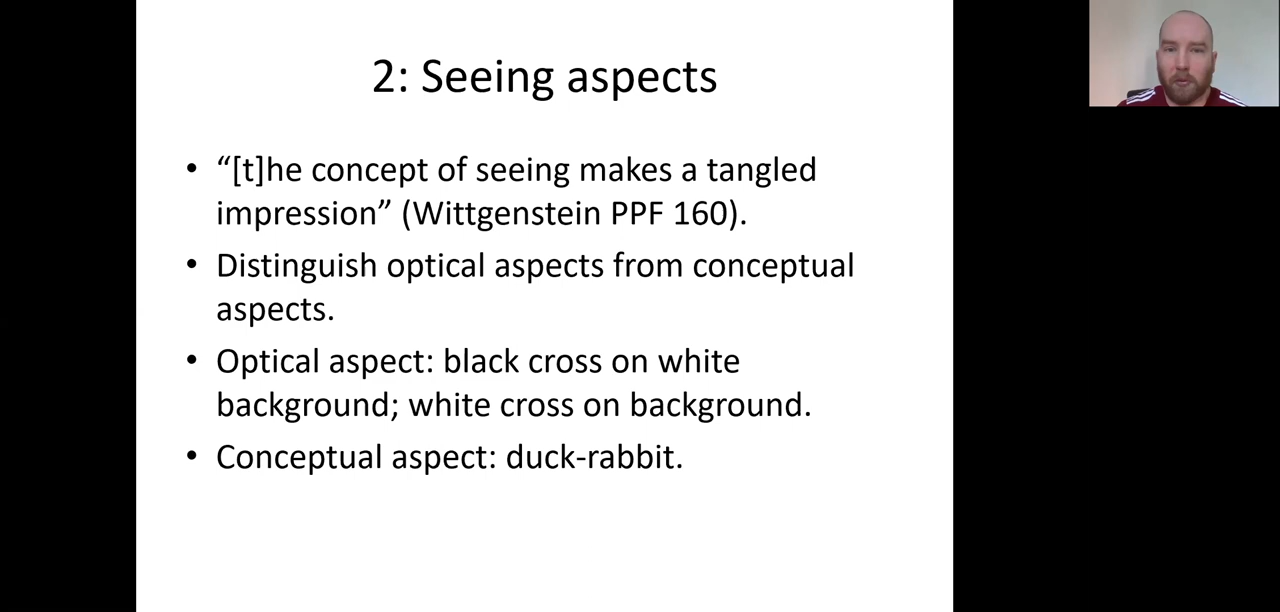 2: Seeing aspects
• “[t]he concept of seeing makes a tangled
impression” (Wittgenstein PPF 160).
• Distinguish optical aspects from conceptual
aspects.
• Optical aspect: black cross on white
background; white cross on background.
• Conceptual aspect: duck-rabbit.